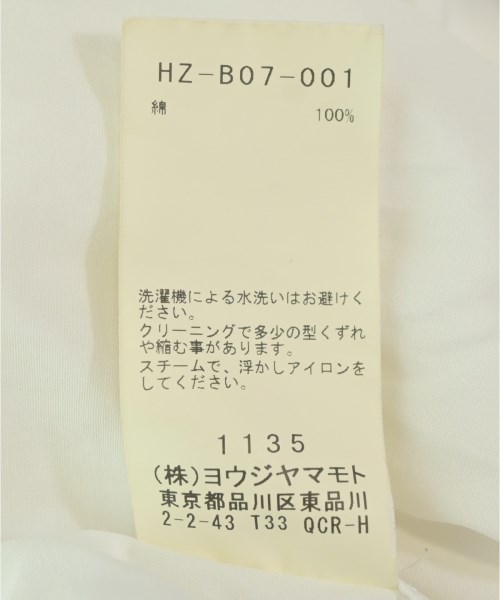 HZ-B07-001
綿 100%
洗濯機による水洗いはお避けく
ださい。
クリーニングで多少の型くずれ
や縮む事があります。
スチームで、浮かしアイロンを
してください。
1135
(株)ヨウジヤマモト
東京都品川区東品川
2-2-43 T33 QCR-H